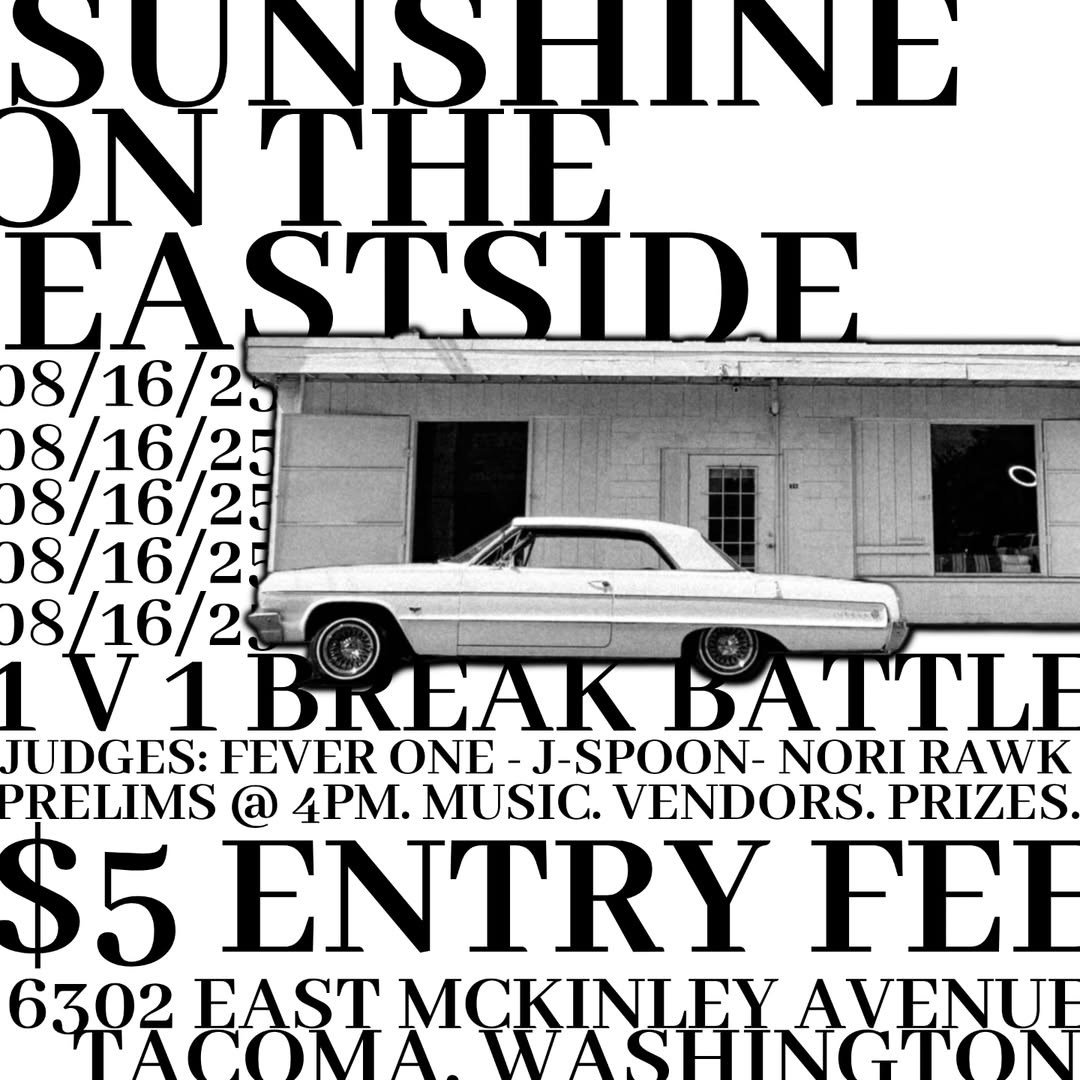 SUNSHINE
ON THE
EASTSIDE
08/16/25
08/16/25
08/16/25
08/16/25
08/16/25
1 V 1 BREAK BATTLE
JUDGES: FEVER ONE - J-SPOON- NORI RAWK
PRELIMS @ 4PM. MUSIC. VENDORS. PRIZES.
$5 ENTRY FEE
6302 EAST MCKINLEY AVENUE
TACOMA, WASHINGTON